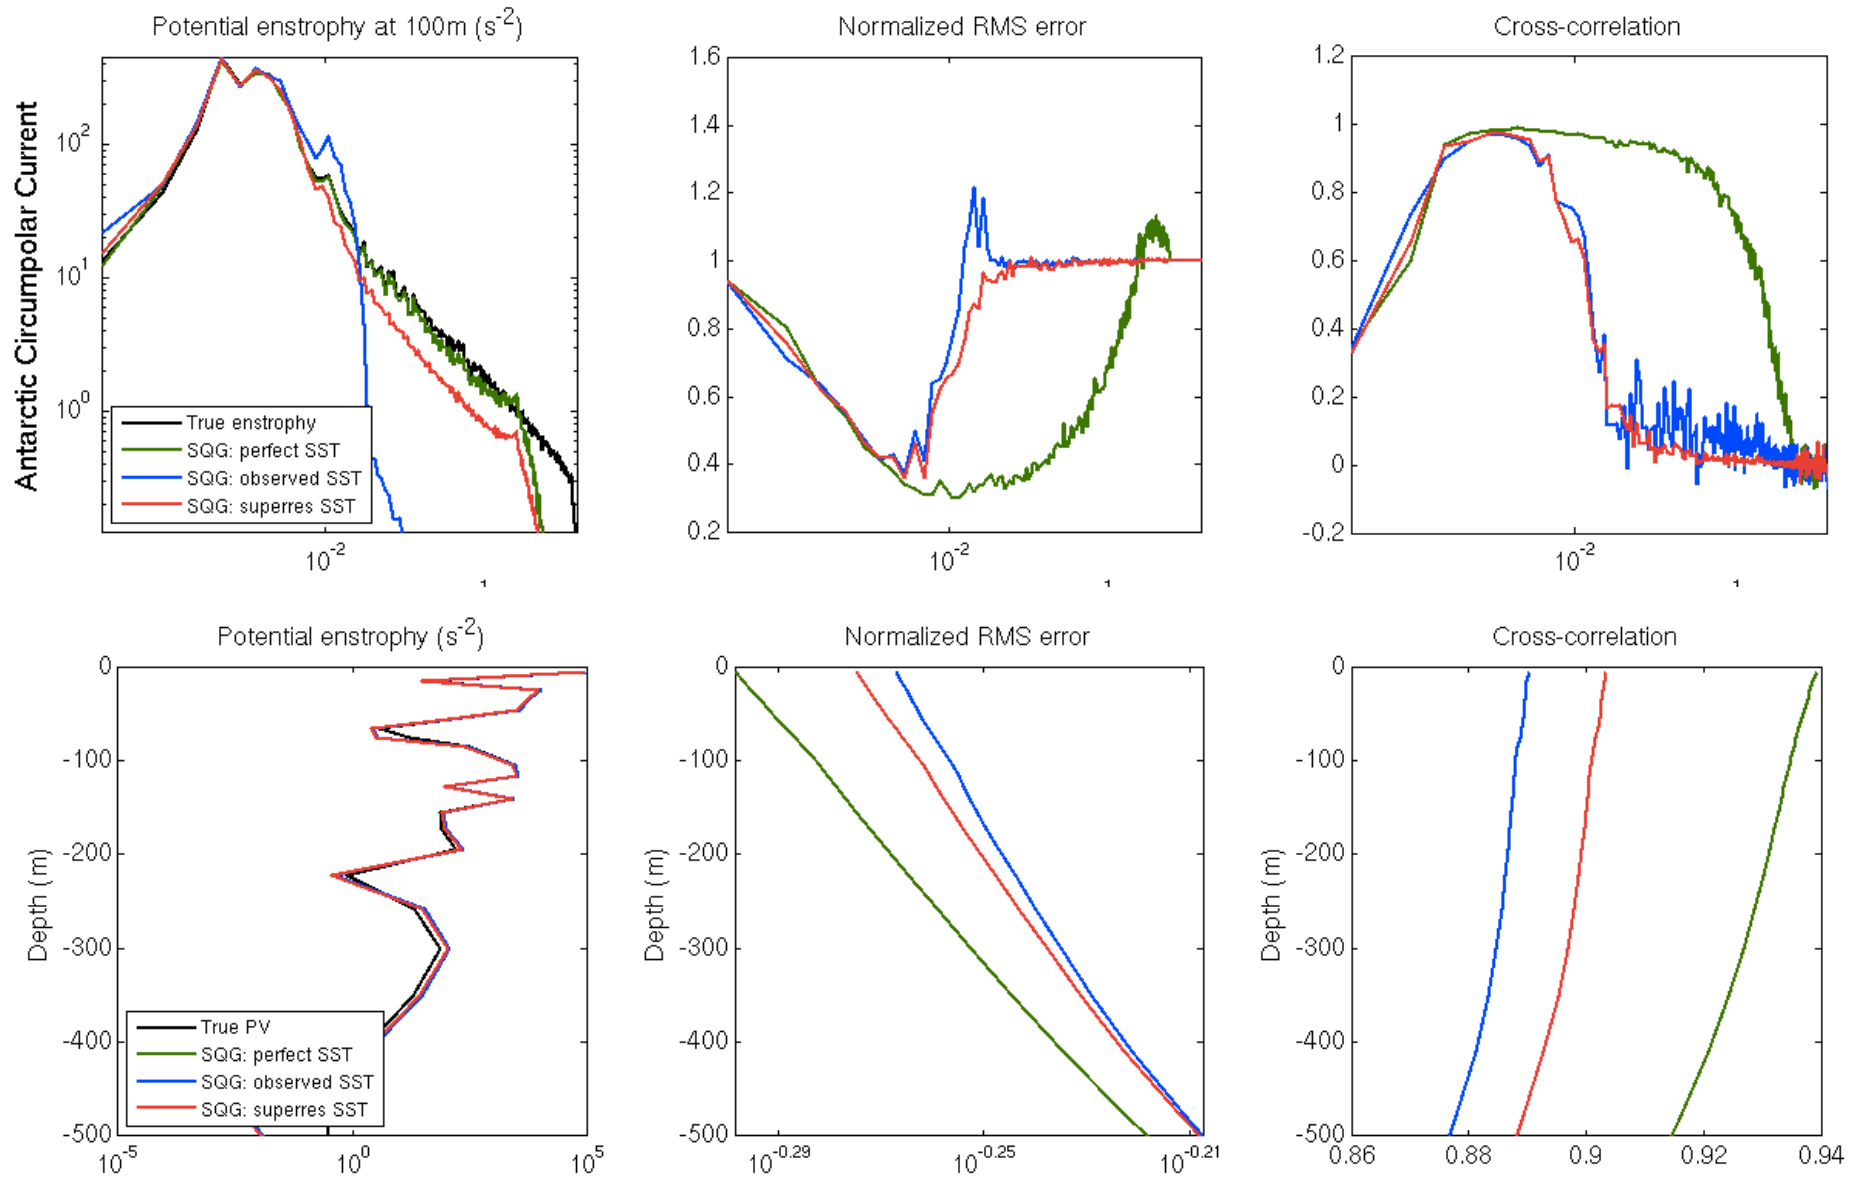 Potential enstrophy at 100m (s-2)
Normalized RMS error
Cross-correlation
Antarctic Circumpolar Current
10^2
10^1
10^0
True enstrophy
SQG: perfect SST
SQG: observed SST
SQG: superres SST
10^-2
1.6
1.4
1.2
1
0.8
0.6
0.4
0.2
10^-2
1.2
1
0.8
0.6
0.4
0.2
0
-0.2
10^-2
Potential enstrophy (s-2)
Normalized RMS error
Cross-correlation
Depth (m)
0
-100
-200
-300
-400
-500
True PV
SQG: perfect SST
SQG: observed SST
SQG: superres SST
10^-5
10^0
10^5
Depth (m)
0
-100
-200
-300
-400
-500
10^-0.29
10^-0.25
10^-0.21
Depth (m)
0
-100
-200
-300
-400
-500
0.86
0.88
0.9
0.92
0.94